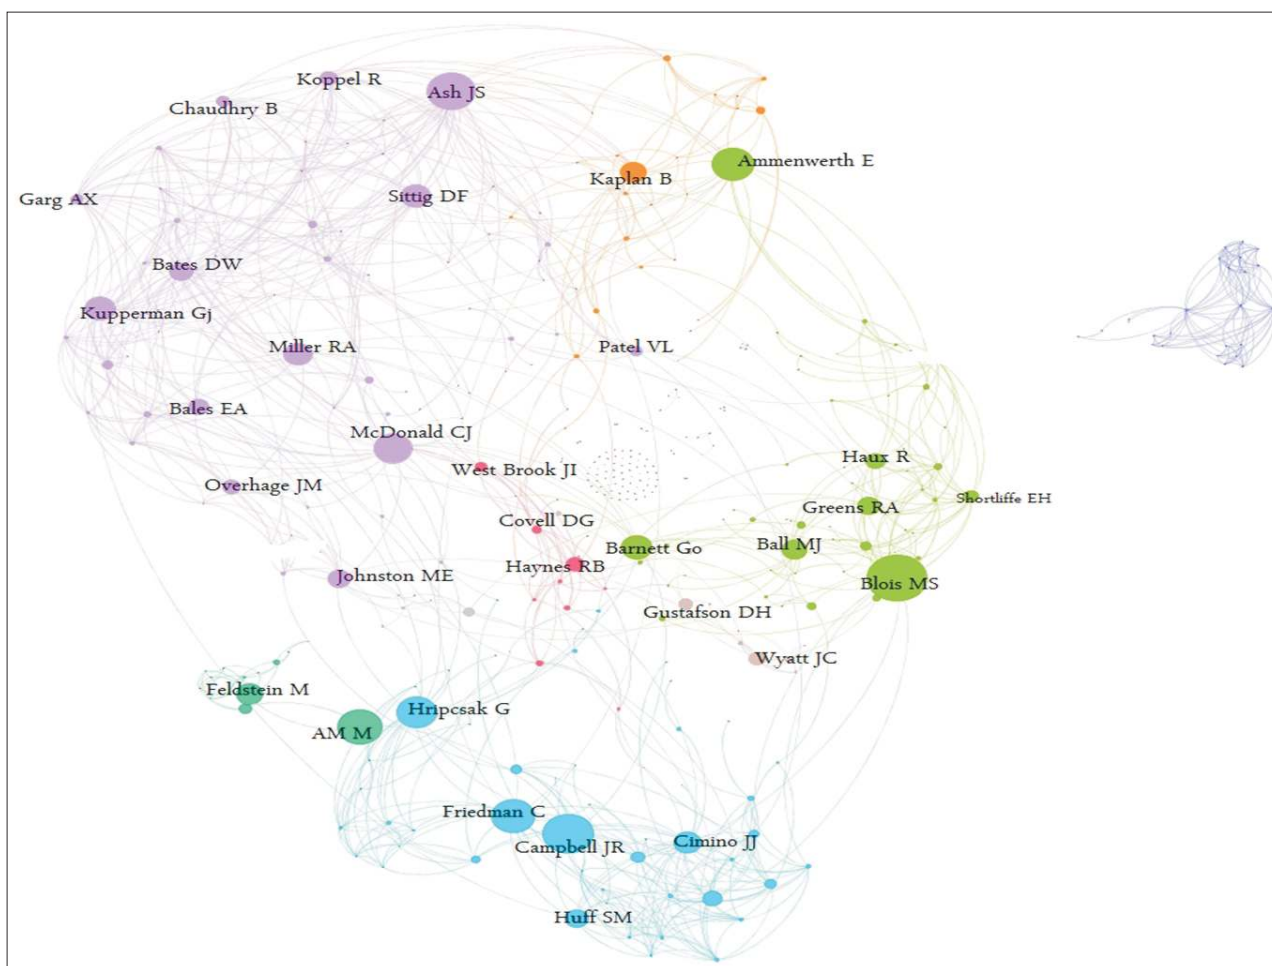 Koppel R
Ash JS
Chaudhry B
Ammenwerth E
Kaplan B
Garg AX
Sittig DF
Bates DW
Kupperman Gj
Miller RA
Patel VL
Bales EA
McDonald CJ
West Brook JI
Haux R
Overhage JM
Shortliffe EH
Greens RA
Covell DG
Ball MJ
Barnett Go
Haynes RB
Johnston ME
Blois MS
Gustafson DH
Wyatt JC
Feldstein M
Hripcsak G
AM M
Friedman C
Campbell JR
Cimino JJ
Huff SM